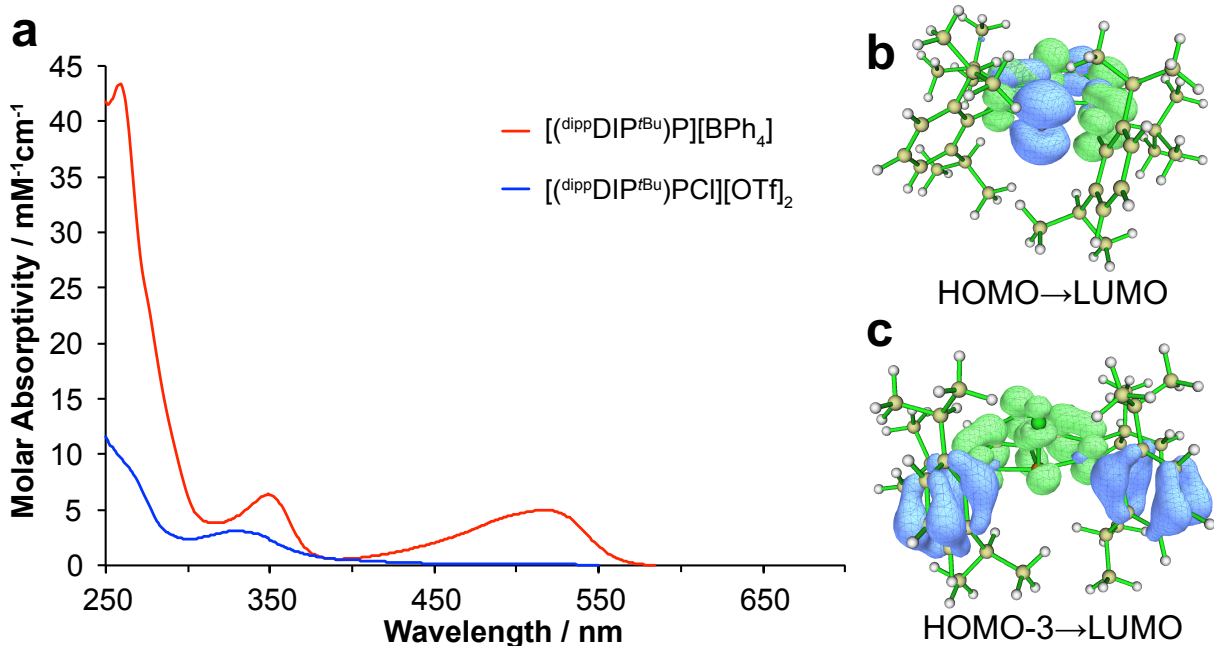 a
Molar Absorptivity / mM⁻¹cm⁻¹
45
40
35
30
25
20
15
10
5
0
250
350
450
550
650
Wavelength / nm
[(ᵈⁱᵖᵖDIPᵗᴮᵘ)P][BPh₄]
[(ᵈⁱᵖᵖDIPᵗᴮᵘ)PCl][OTf]₂
b
HOMO→LUMO
c
HOMO-3→LUMO